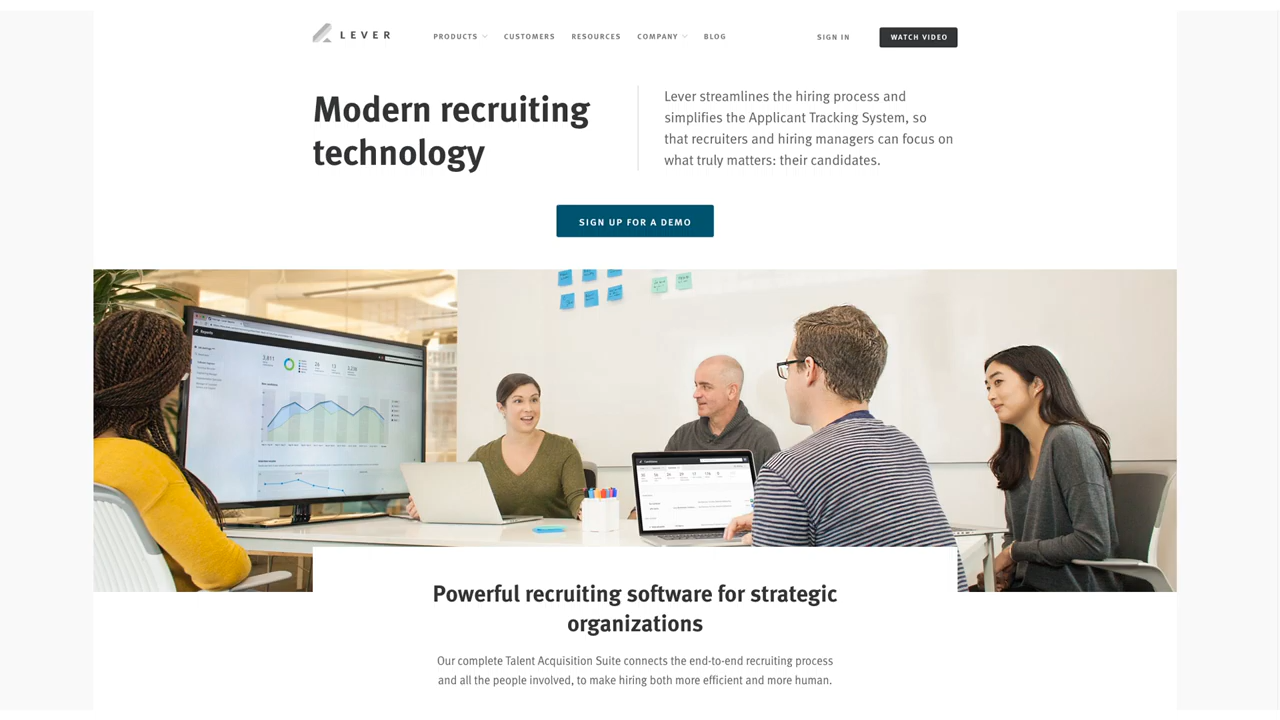 LEVER
PRODUCTS
CUSTOMERS
RESOURCES
COMPANY
BLOG
SIGN IN
WATCH VIDEO
Modern recruiting
technology
Lever streamlines the hiring process and
simplifies the Applicant Tracking System, so
that recruiters and hiring managers can focus on
what truly matters: their candidates.
SIGN UP FOR A DEMO
Reports
Powerful recruiting software for strategic
organizations
Our complete Talent Acquisition Suite connects the end-to-end recruiting process
and all the people involved, to make hiring both more efficient and more human.